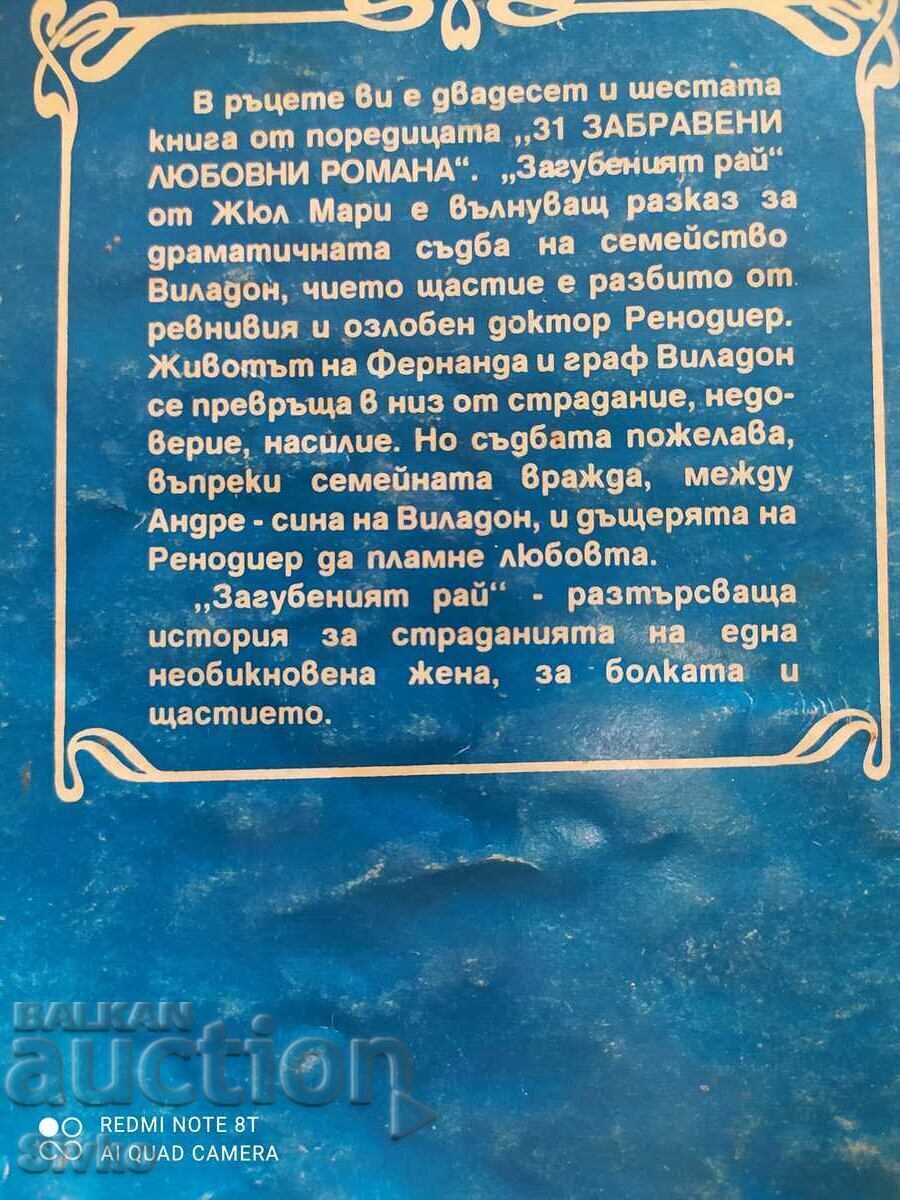 В ръцете ви е двадесет и шестата
книга от поредицата „31 ЗАБРАВЕНИ
ЛЮБОВНИ РОМАНА“. „Загубеният рай“
от Жюл Мари е вълнуващ разказ за
драматичната съдба на семейство
Виладон, чието щастие е разбито от
ревнивия и озлобен доктор Ренодиер.
Животът на Фернанда и граф Виладон
се превръща в низ от страдание, недо-
верие, насилие. Но съдбата пожелава,
въпреки семейната вражда, между
Андре - сина на Виладон, и дъщерята на
Ренодиер да пламне любовта.
„Загубеният рай“ - разтърсваща
история за страданията на една
необикновена жена, за болката и
щастието.
BALKAN
auction
REDMI NOTE 8T
AI QUAD CAMERA
Sivko